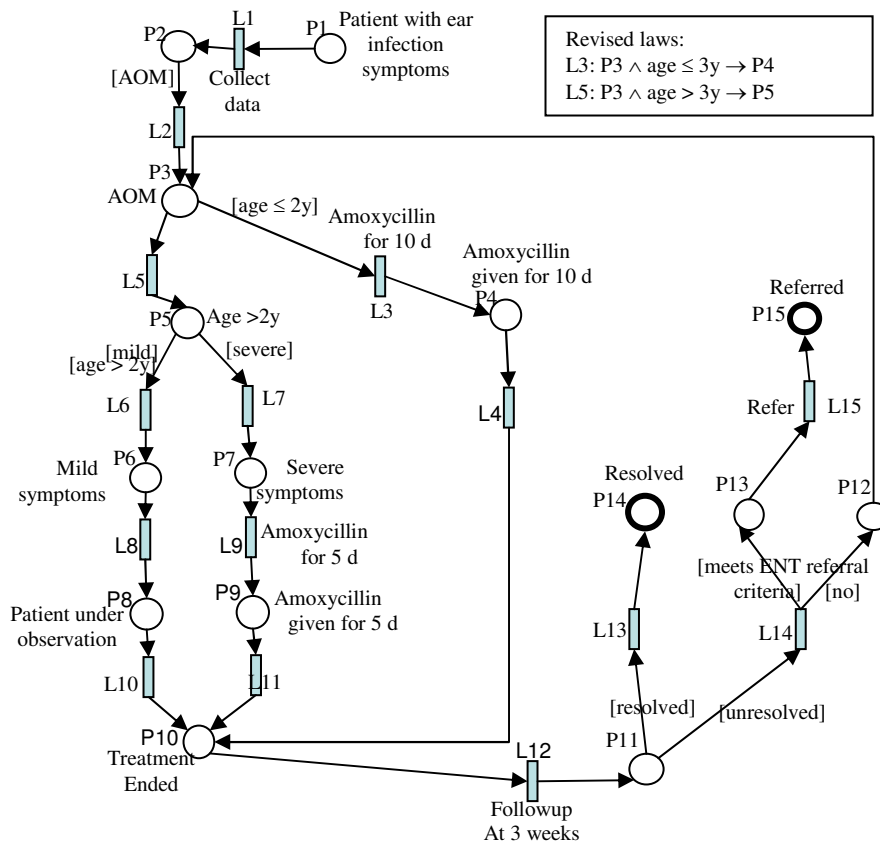 L1
P1
Patient with ear
infection
symptoms
P2
Collect
data
[AOM]
L2
Revised laws:
L3: P3 ∧ age ≤ 3y → P4
L5: P3 ∧ age > 3y → P5
P3
AOM
[age ≤ 2y]
Amoxycillin
for 10 d
L3
Amoxycillin
given for 10 d
P4
L5
P5
Age >2y
[mild]
[age > 2y]
[severe]
L6
L7
L4
Referred
P15
Refer
L15
P6
Mild
symptoms
P7
Severe
symptoms
Resolved
P14
P13
P12
L8
L9
Amoxycillin
for 5 d
[meets ENT referral
criteria]
[no]
P8
Patient under
observation
P9
Amoxycillin
given for 5 d
L13
L14
L10
L11
[resolved]
[unresolved]
P10
Treatment
Ended
P11
L12
Followup
At 3 weeks